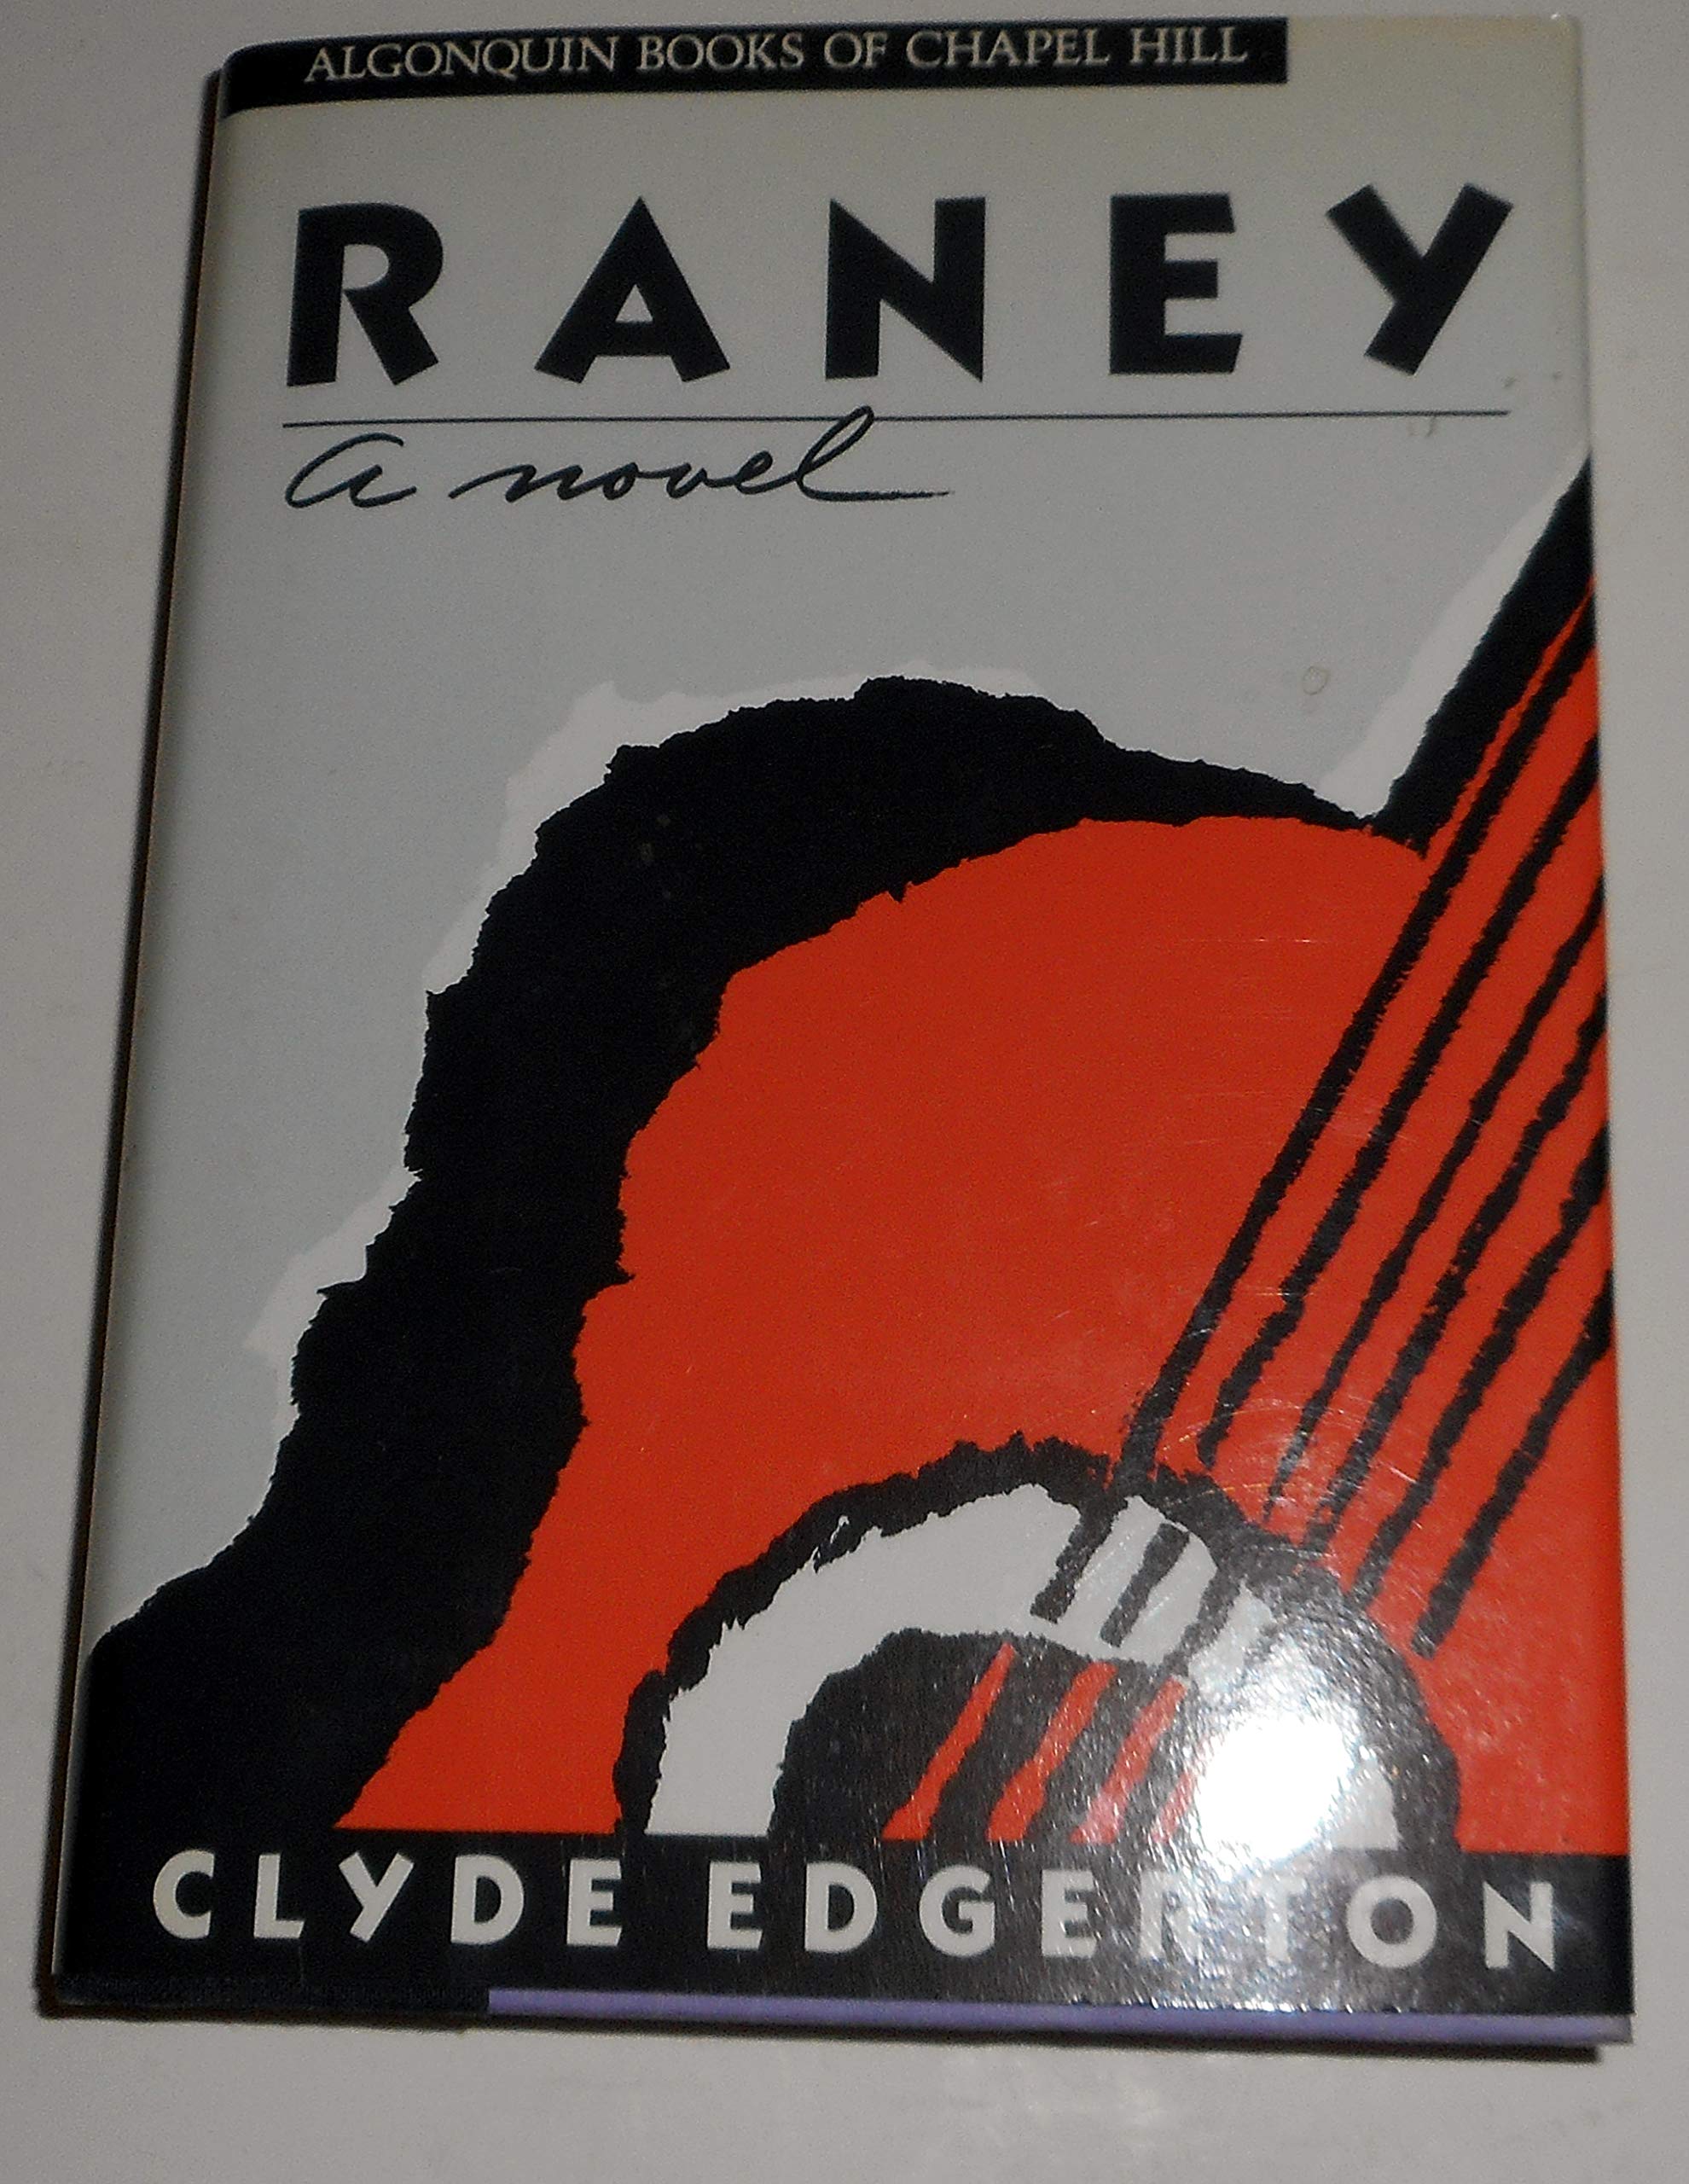 ALGONQUIN BOOKS OF CHAPEL HILL
RANEY
a novel
CLYDE EDGERTON